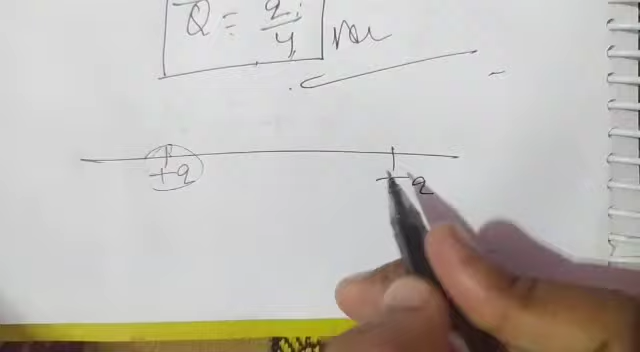 Q = q/4
+q +q